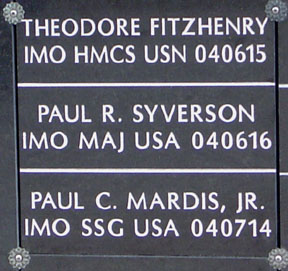 THEODORE FITZHENRY
IMO HMCS USN 040615
PAUL R. SYVERSON
IMO MAJ USA 040616
PAUL C. MARDIS, JR.
IMO SSG USA 040714